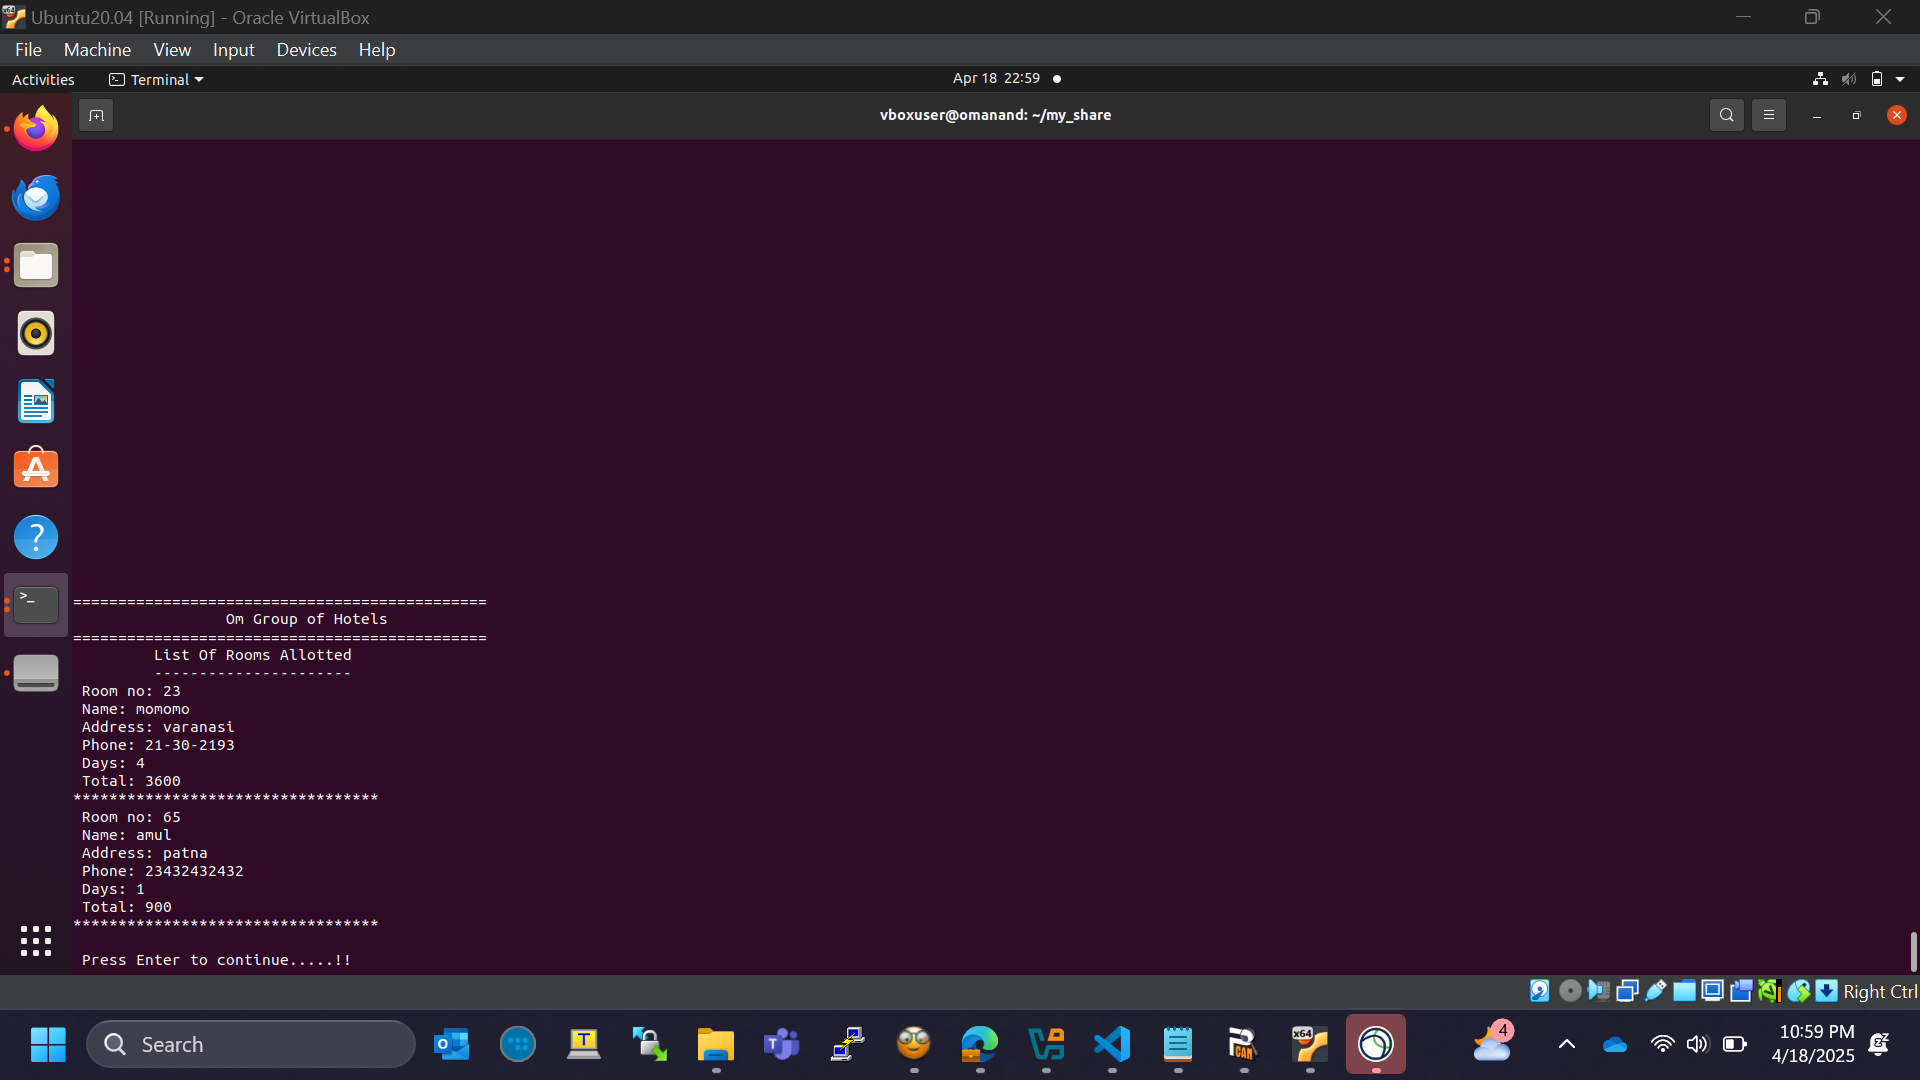 Ubuntu20.04 [Running] - Oracle VirtualBox
File Machine View Input Devices Help
Activities Terminal Apr 18 22:59
vboxuser@omanand: ~/my_share
==============================================
Om Group of Hotels
==============================================
List Of Rooms Allotted
----------------------
Room no: 23
Name: momomo
Address: varanasi
Phone: 21-30-2193
Days: 4
Total: 3600
**********************************
Room no: 65
Name: amul
Address: patna
Phone: 23432432432
Days: 1
Total: 900
**********************************
Press Enter to continue.....!!
Right Ctrl
Search
4
10:59 PM
4/18/2025